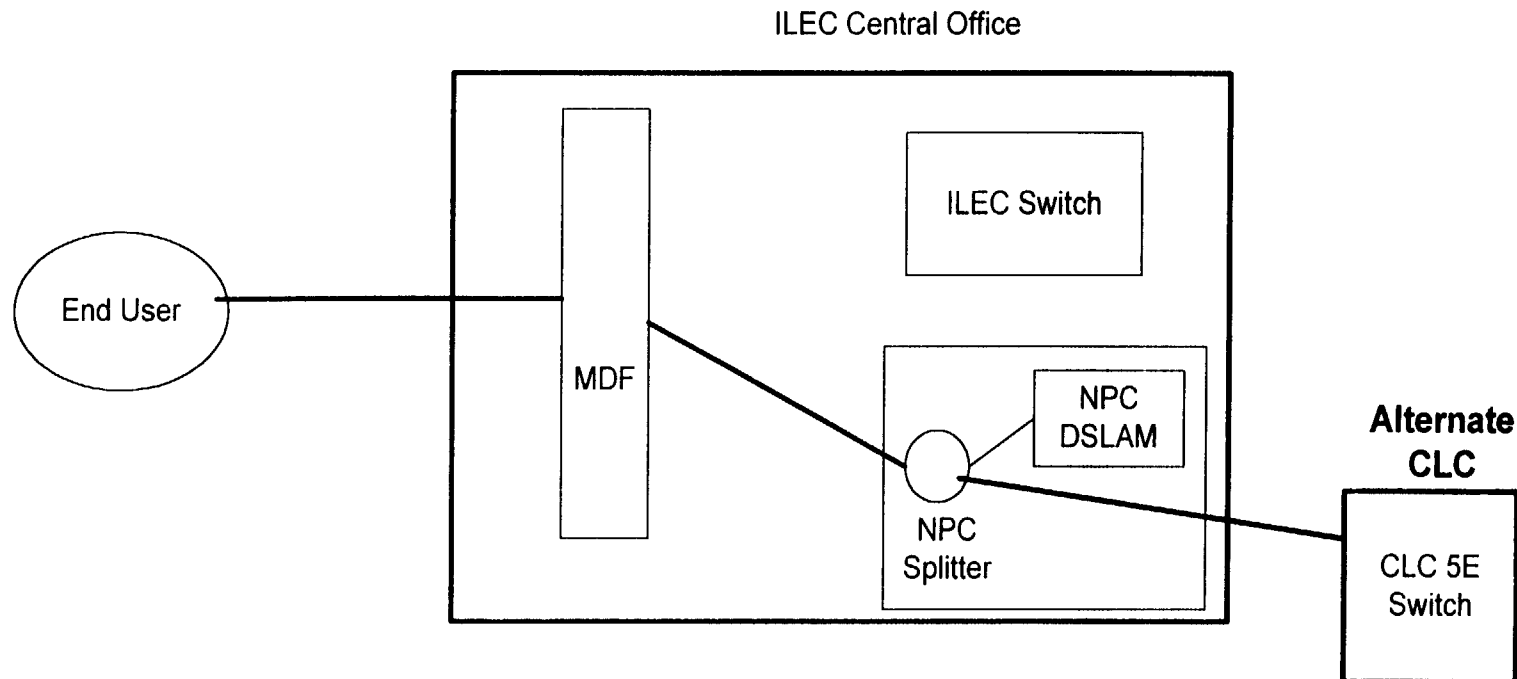 ILEC Central Office
ILEC Switch
End User
MDF
NPC
DSLAM
NPC
Splitter
Alternate
CLC
CLC 5E
Switch